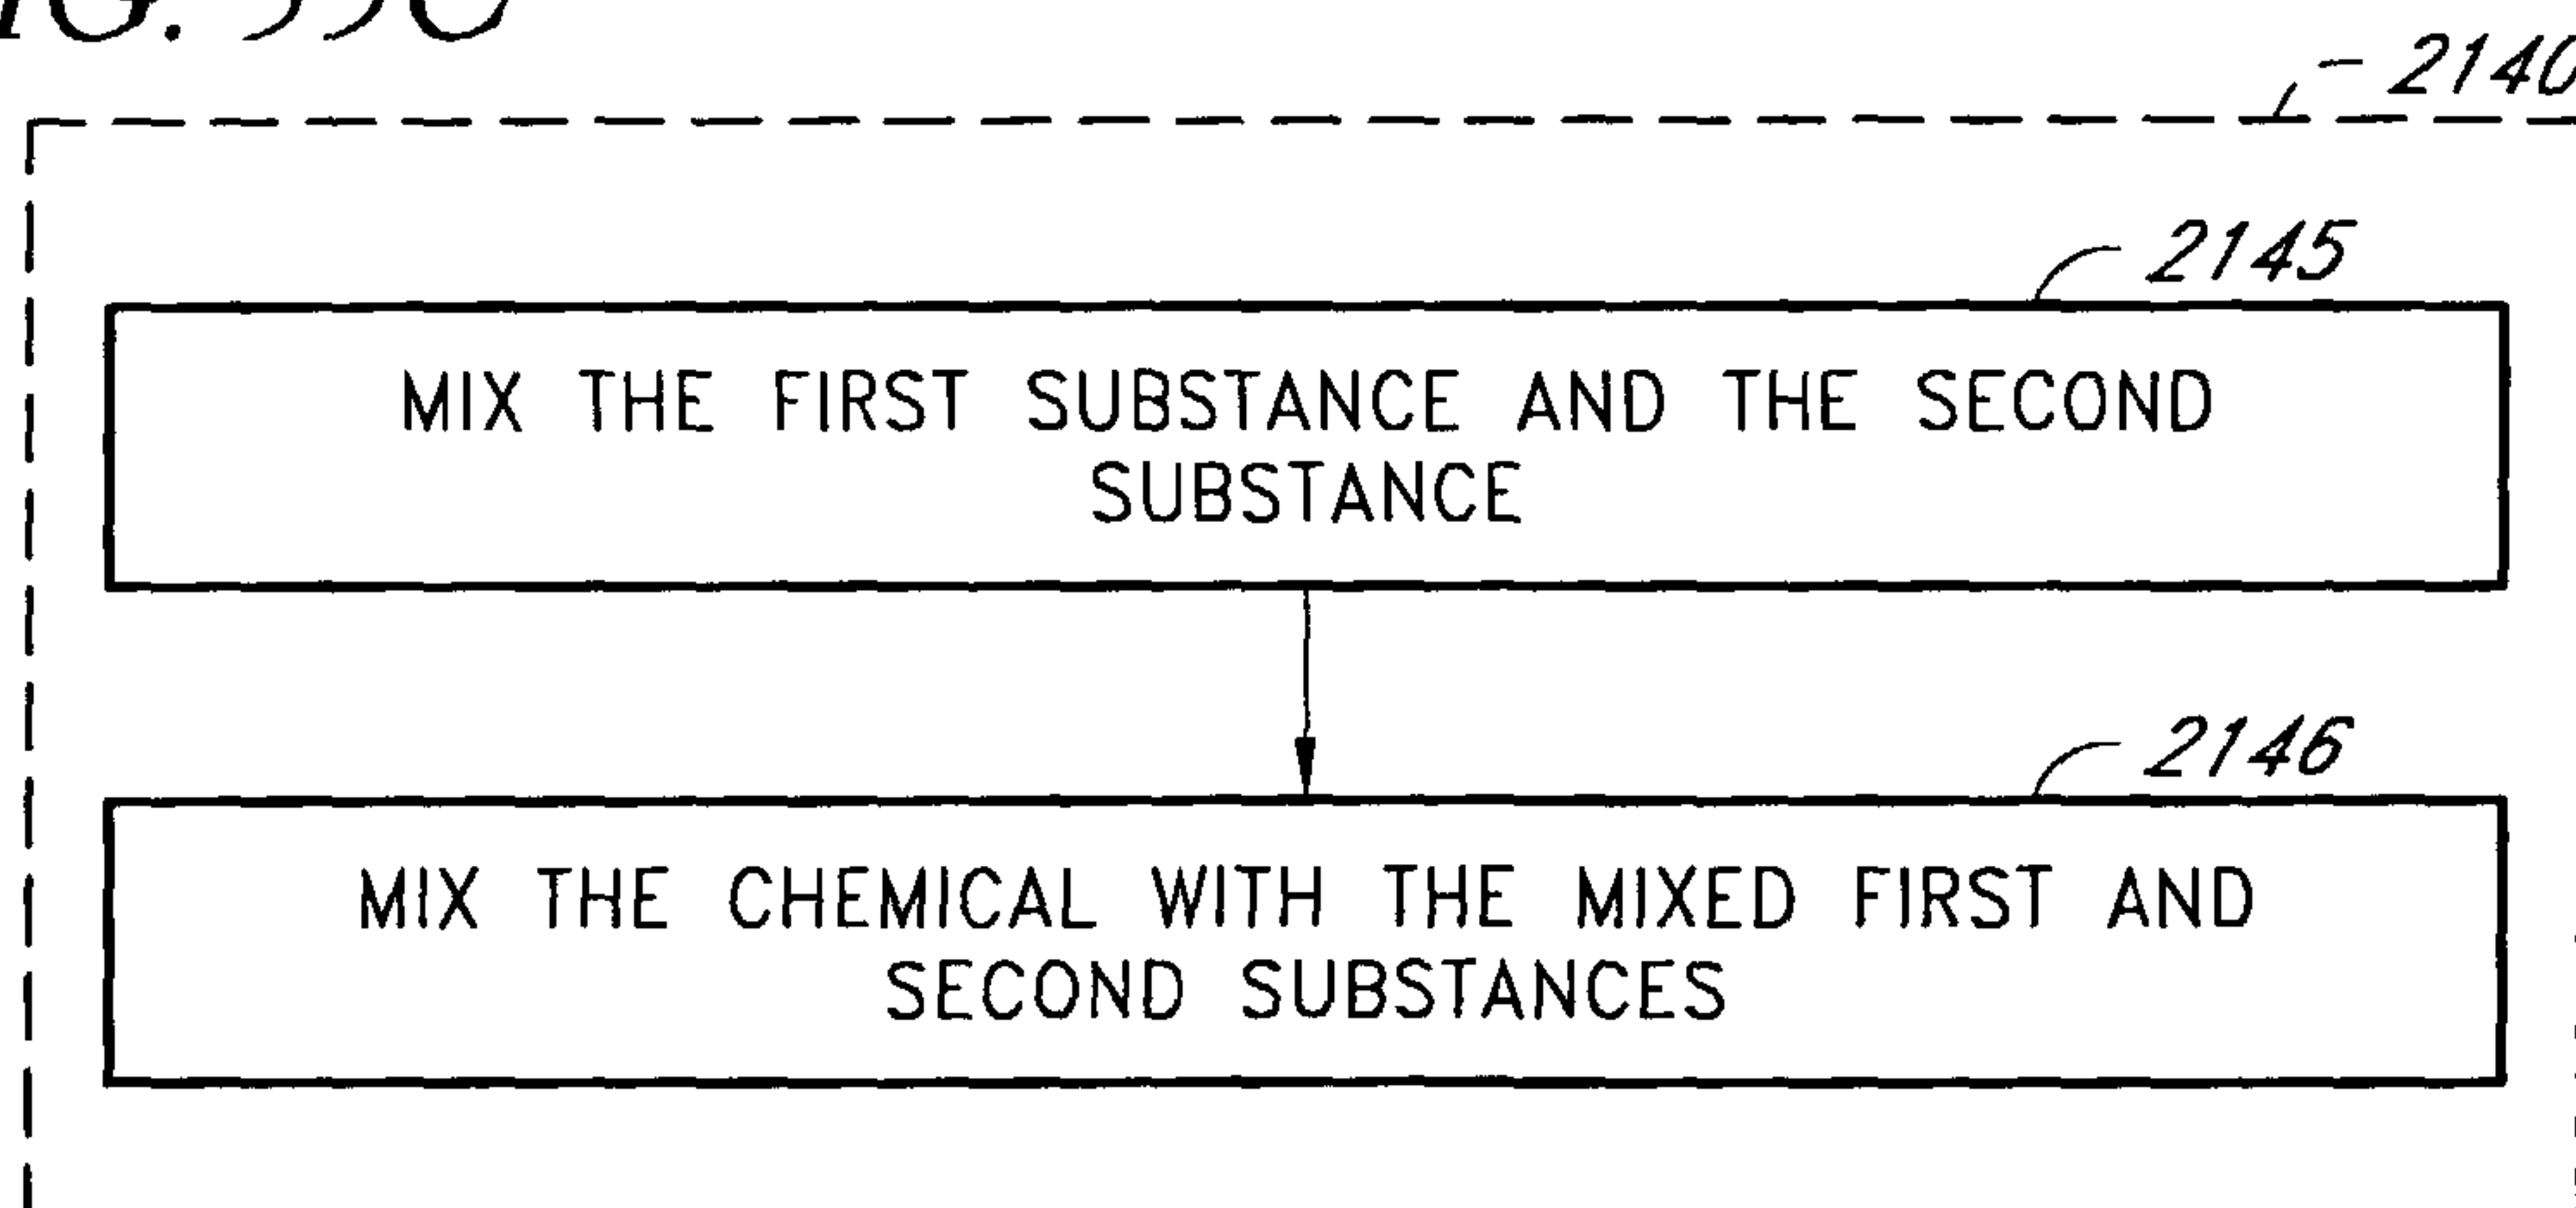 2140
2145
MIX THE FIRST SUBSTANCE AND THE SECOND
SUBSTANCE
2146
MIX THE CHEMICAL WITH THE MIXED FIRST AND
SECOND SUBSTANCES